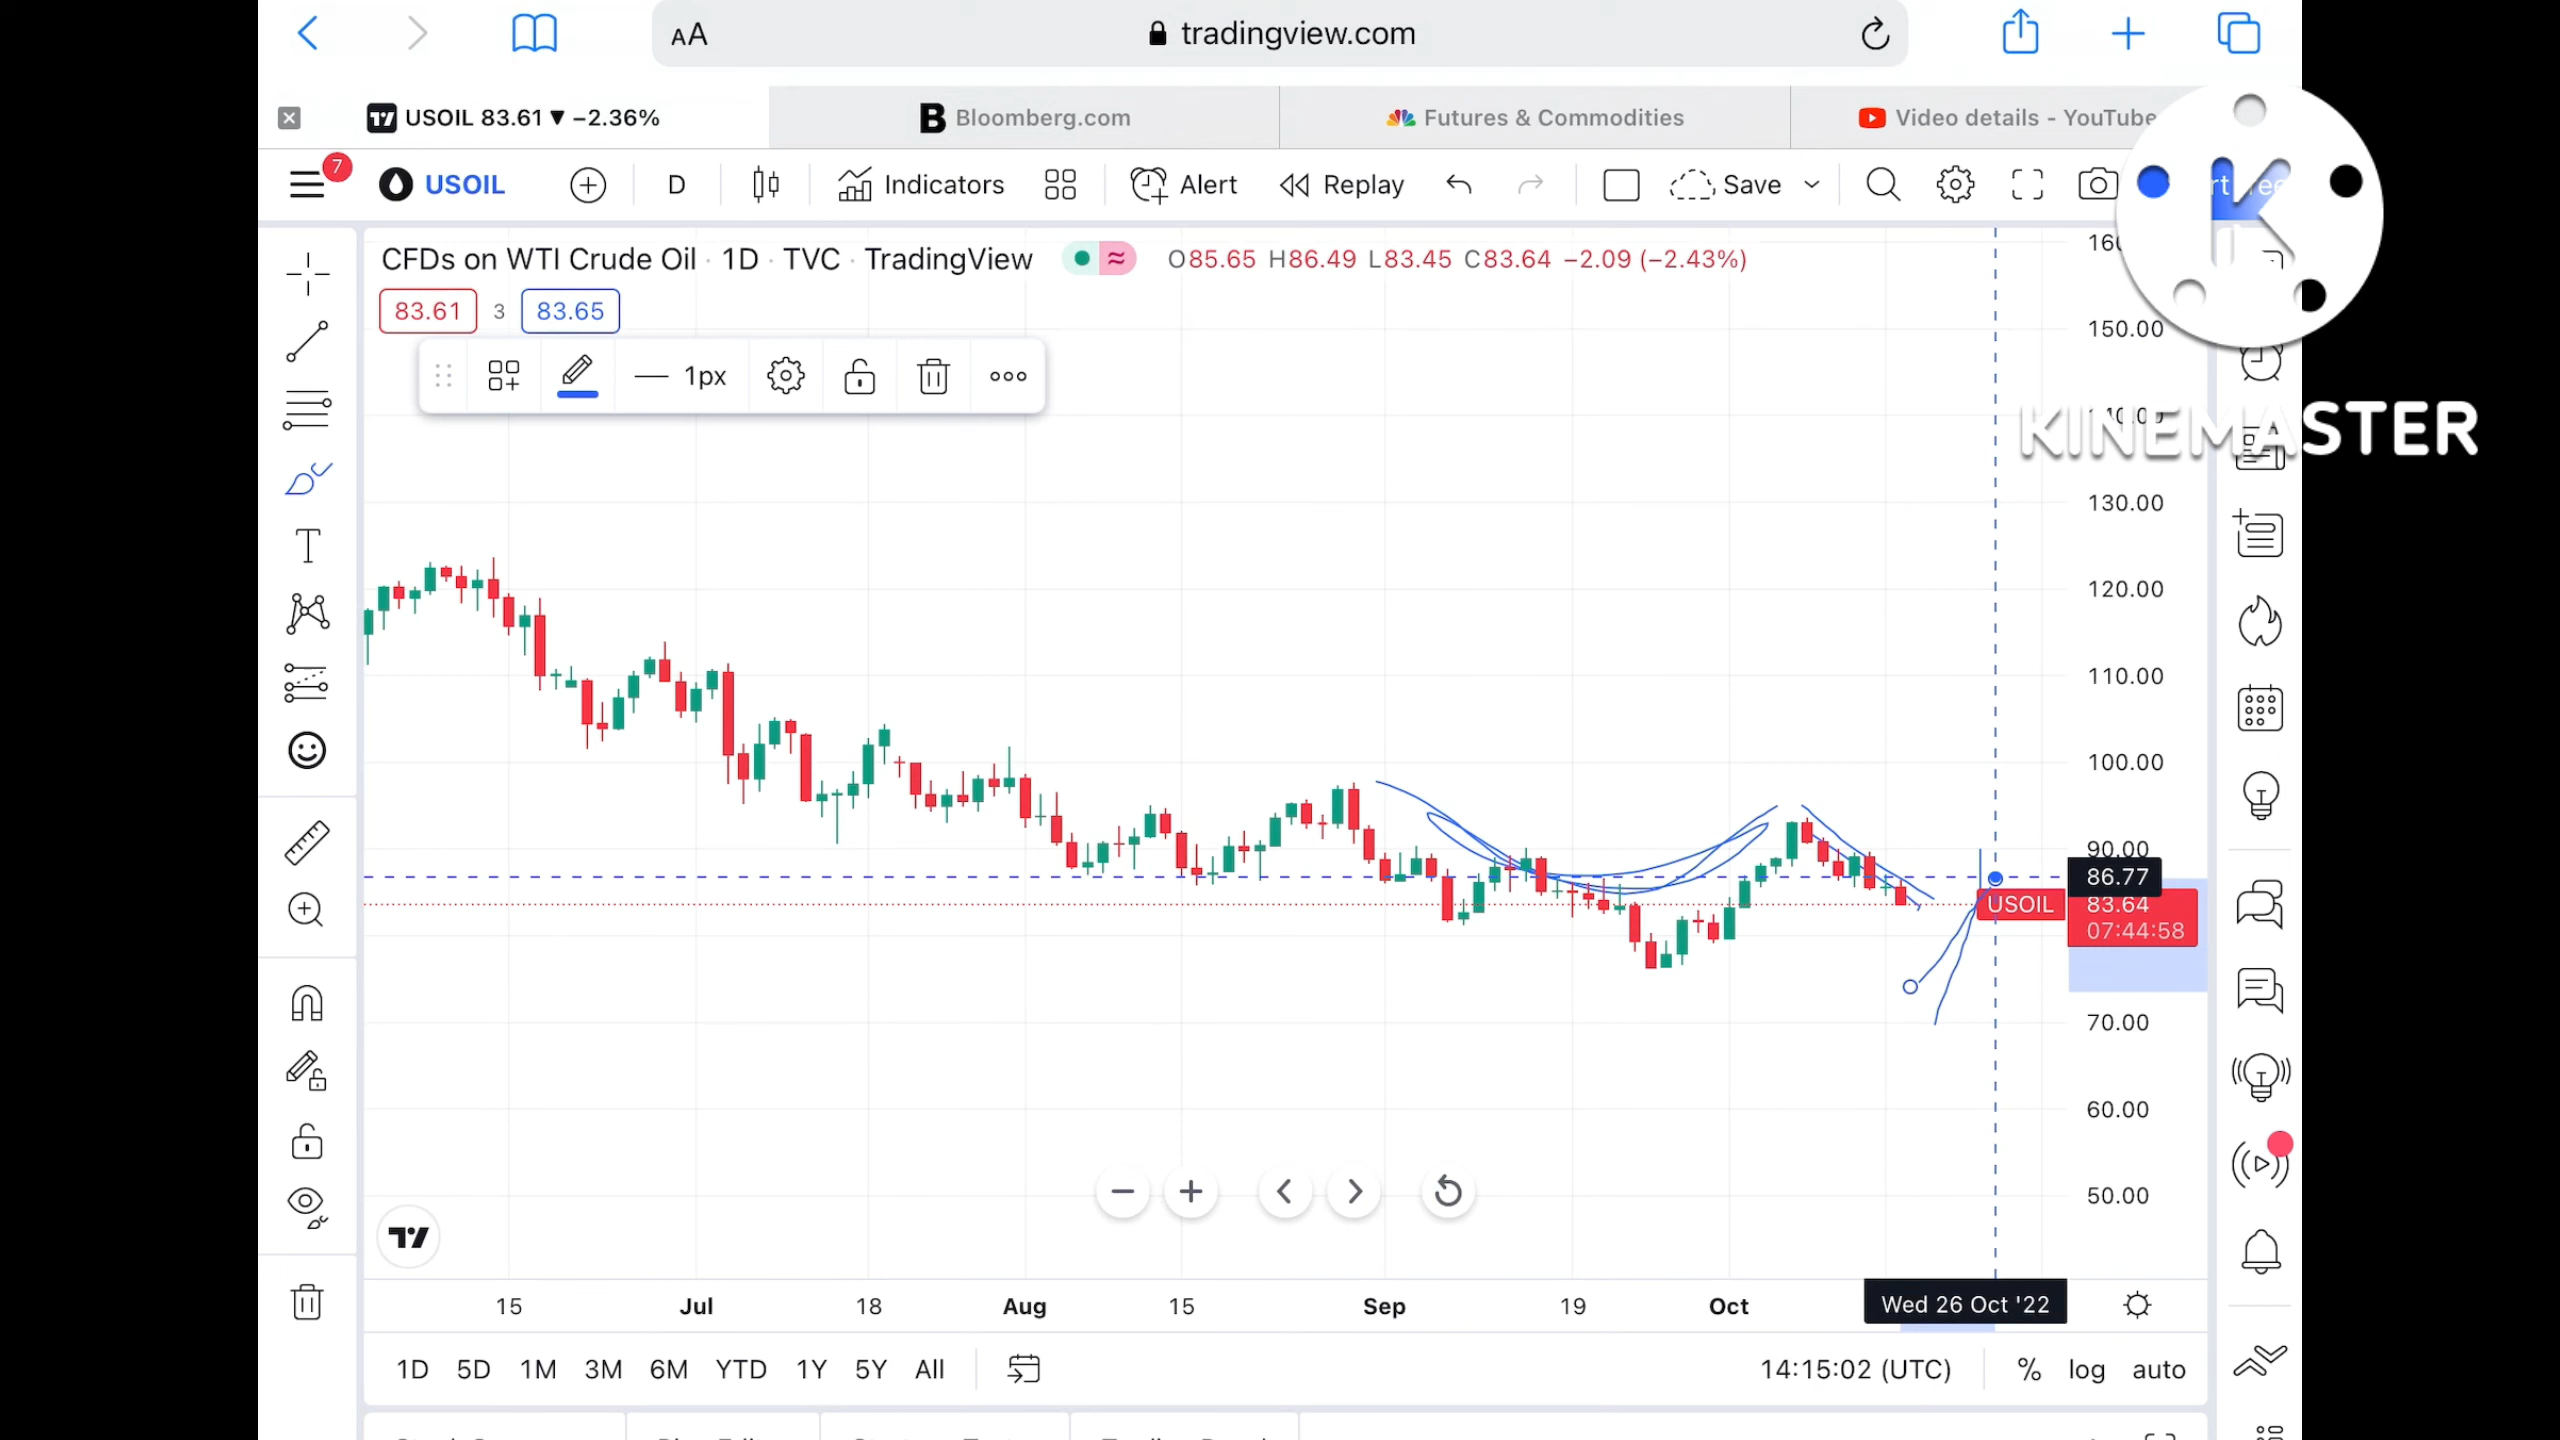 AA tradingview.com
USOIL 83.61 ▼ −2.36%
Bloomberg.com
Futures & Commodities
Video details - YouTube
7
USOIL
D
Indicators
Alert
Replay
Save
CFDs on WTI Crude Oil · 1D · TVC · TradingView
O85.65 H86.49 L83.45 C83.64 −2.09 (−2.43%)
83.61 3 83.65
1px
KINEMASTER
150.00
130.00
120.00
110.00
100.00
90.00
86.77
USOIL 83.64
07:44:58
70.00
60.00
50.00
15 Jul 18 Aug 15 Sep 19 Oct Wed 26 Oct '22
1D 5D 1M 3M 6M YTD 1Y 5Y All
14:15:02 (UTC) % log auto